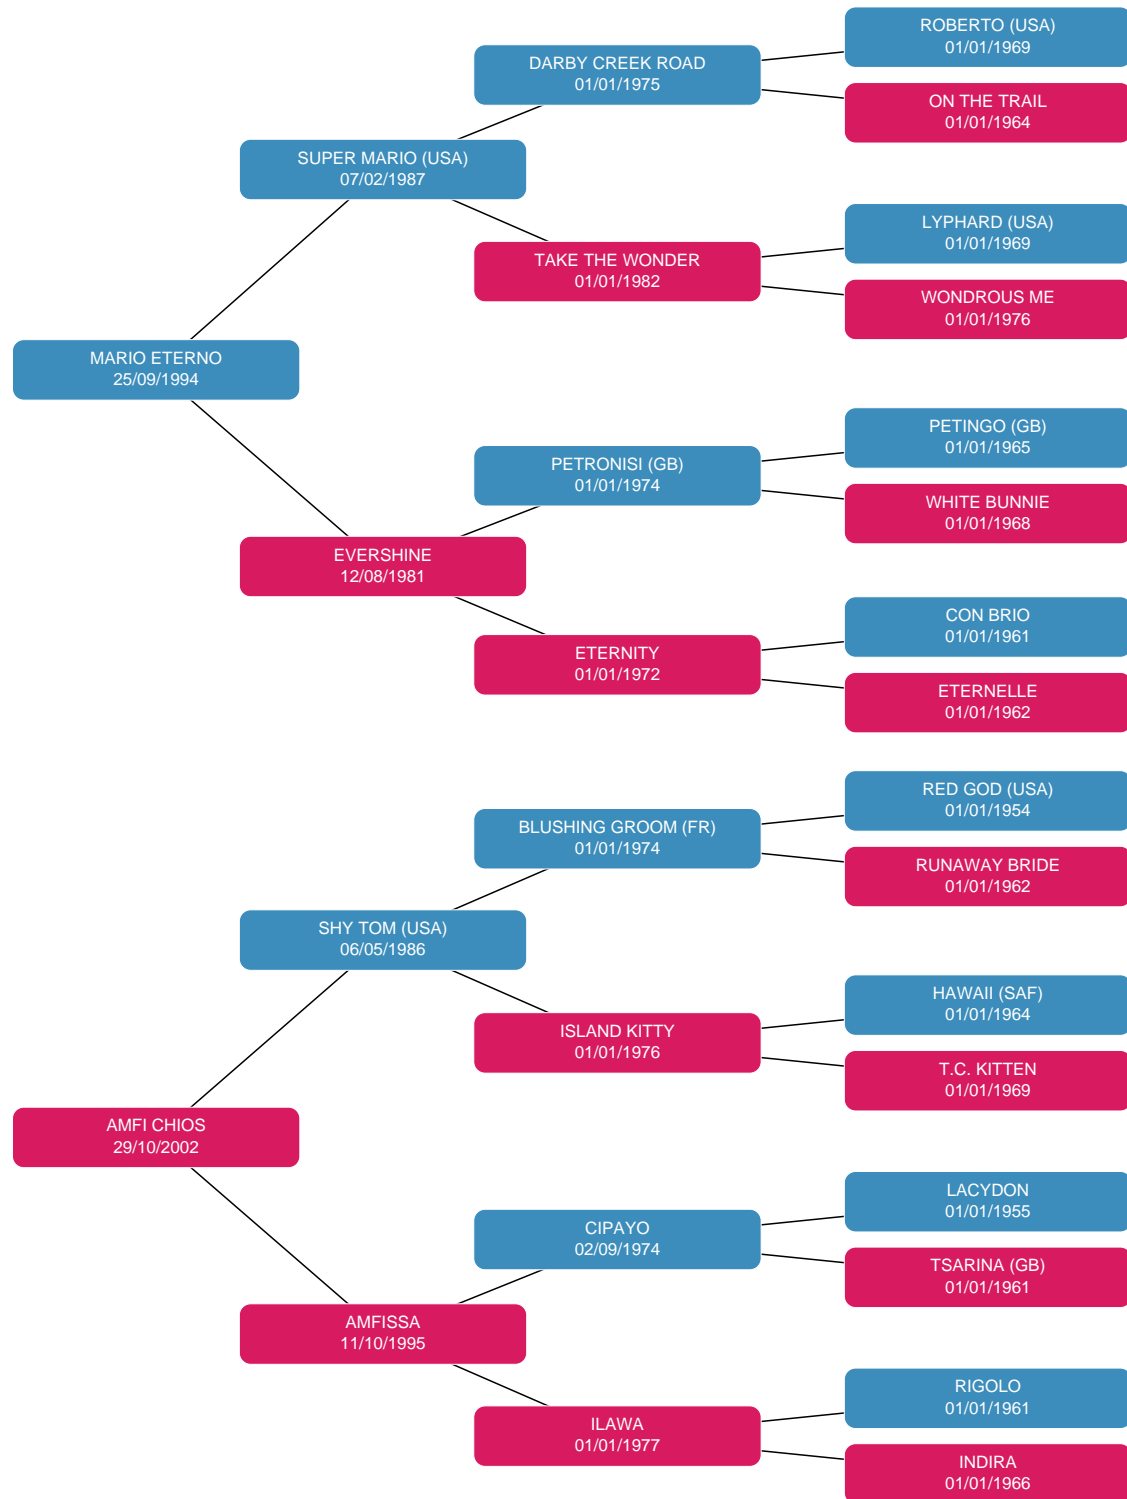 ROBERTO (USA)
01/01/1969
DARBY CREEK ROAD
01/01/1975
ON THE TRAIL
01/01/1964
SUPER MARIO (USA)
07/02/1987
LYPHARD (USA)
01/01/1969
TAKE THE WONDER
01/01/1982
WONDROUS ME
01/01/1976
MARIO ETERNO
25/09/1994
PETINGO (GB)
01/01/1965
PETRONISI (GB)
01/01/1974
WHITE BUNNIE
01/01/1968
EVERSHINE
12/08/1981
CON BRIO
01/01/1961
ETERNITY
01/01/1972
ETERNELLE
01/01/1962
RED GOD (USA)
01/01/1954
BLUSHING GROOM (FR)
01/01/1974
RUNAWAY BRIDE
01/01/1962
SHY TOM (USA)
06/05/1986
HAWAII (SAF)
01/01/1964
ISLAND KITTY
01/01/1976
T.C. KITTEN
01/01/1969
AMFI CHIOS
29/10/2002
LACYDON
01/01/1955
CIPAYO
02/09/1974
TSARINA (GB)
01/01/1961
AMFISSA
11/10/1995
RIGOLO
01/01/1961
ILAWA
01/01/1977
INDIRA
01/01/1966